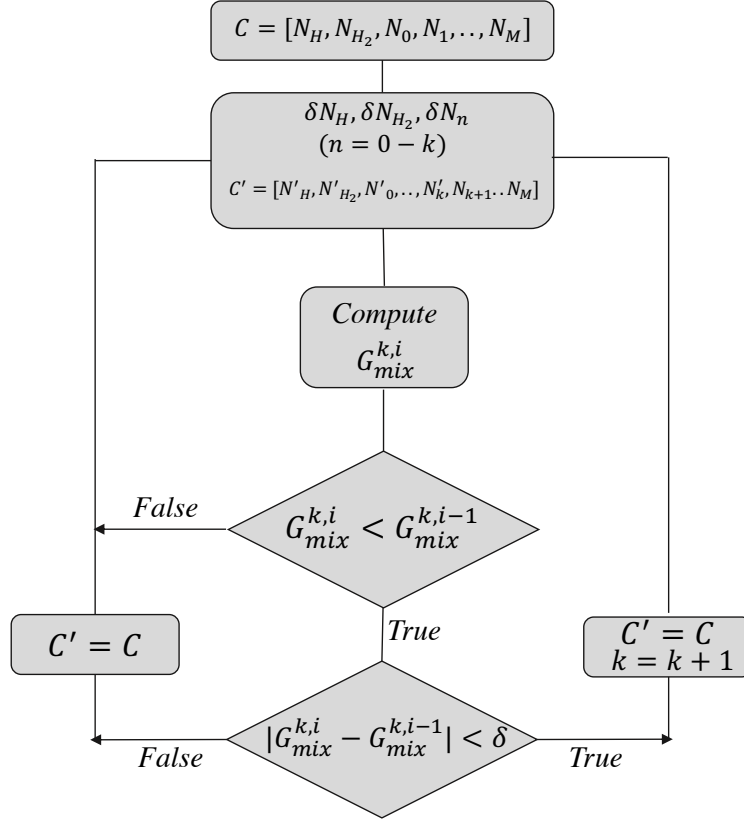 C = [N_H, N_{H_2}, N_0, N_1, .., N_M]
δN_H, δN_{H_2}, δN_n
(n = 0 − k)
C′ = [N′_H, N′_{H_2}, N′_0, .., N_k′, N_{k+1}.. N_M]
Compute
G_{mix}^{k,i}
False
G_{mix}^{k,i} < G_{mix}^{k,i−1}
True
C′ = C
C′ = C
k = k + 1
|G_{mix}^{k,i} − G_{mix}^{k,i−1}| < δ
False
True